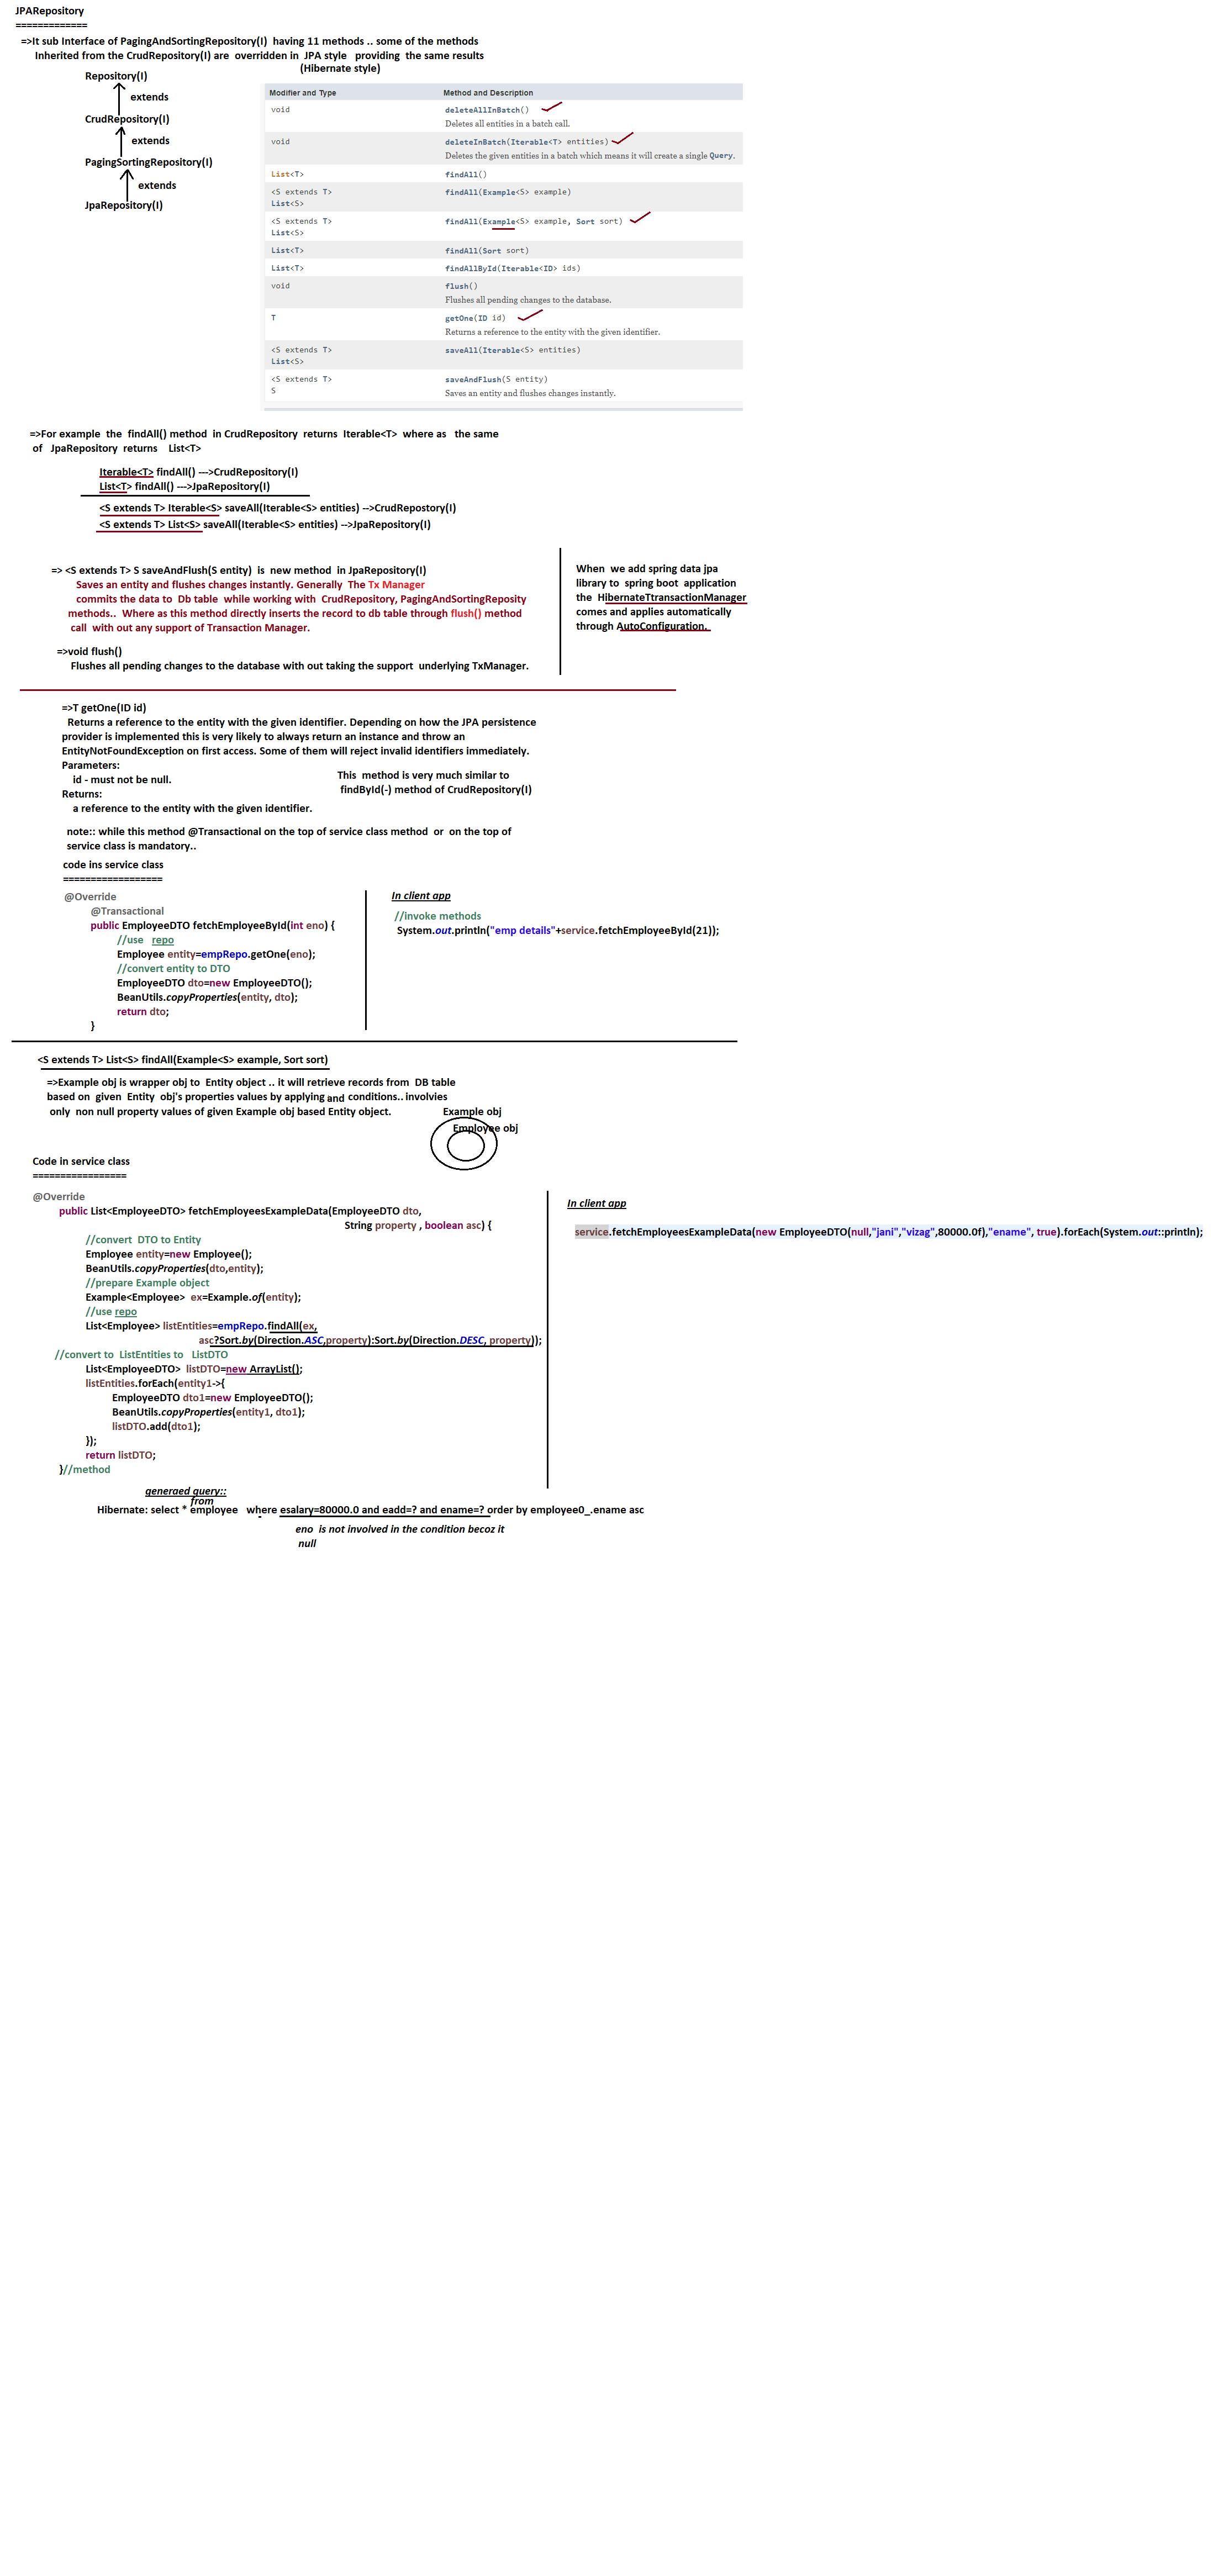 JPARepository
=============
=>It sub Interface of PagingAndSortingRepository(I)  having 11 methods .. some of the methods
Inherited from the CrudRepository(I) are  overridden in  JPA style   providing  the same results
(Hibernate style)
Repository(I)
extends
CrudRepository(I)
extends
PagingSortingRepository(I)
extends
JpaRepository(I)
Modifier and Type    Method and Description
void    deleteAllInBatch()
Deletes all entities in a batch call.
void    deleteInBatch(Iterable<T> entities)
Deletes the given entities in a batch which means it will create a single Query.
List<T>    findAll()
<S extends T>    findAll(Example<S> example)
List<S>
<S extends T>    findAll(Example<S> example, Sort sort)
List<S>
List<T>    findAll(Sort sort)
List<T>    findAllById(Iterable<ID> ids)
void    flush()
Flushes all pending changes to the database.
T    getOne(ID id)
Returns a reference to the entity with the given identifier.
<S extends T>    saveAll(Iterable<S> entities)
List<S>
<S extends T>    saveAndFlush(S entity)
S    Saves an entity and flushes changes instantly.
=>For example  the  findAll() method  in CrudRepository  returns  Iterable<T>  where as   the same
of   JpaRepository  returns    List<T>
Iterable<T> findAll() --->CrudRepository(I)
List<T> findAll() --->JpaRepository(I)
<S extends T> Iterable<S> saveAll(Iterable<S> entities) -->CrudRepostory(I)
<S extends T> List<S> saveAll(Iterable<S> entities) -->JpaRepository(I)
=> <S extends T> S saveAndFlush(S entity)  is  new method  in JpaRepository(I)
Saves an entity and flushes changes instantly. Generally  The Tx Manager
commits the data to  Db table  while working with  CrudRepository, PagingAndSortingReposity
methods..  Where as this method directly inserts the record to db table through flush() method
call  with out any support of Transaction Manager.
=>void flush()
Flushes all pending changes to the database with out taking the support  underlying TxManager.
When  we add spring data jpa
library to  spring boot  application
the  HibernateTtransactionManager
comes and applies automatically
through AutoConfiguration.
=>T getOne(ID id)
Returns a reference to the entity with the given identifier. Depending on how the JPA persistence
provider is implemented this is very likely to always return an instance and throw an
EntityNotFoundException on first access. Some of them will reject invalid identifiers immediately.
Parameters:
id - must not be null.
Returns:
a reference to the entity with the given identifier.
This  method is very much similar to
findById(-) method of CrudRepository(I)
note:: while this method @Transactional on the top of service class method  or  on the top of
service class is mandatory..
code ins service class
==================
@Override
@Transactional
public EmployeeDTO fetchEmployeeById(int eno) {
//use   repo
Employee entity=empRepo.getOne(eno);
//convert entity to DTO
EmployeeDTO dto=new EmployeeDTO();
BeanUtils.copyProperties(entity, dto);
return dto;
}
In client app
//invoke methods
System.out.println("emp details"+service.fetchEmployeeById(21));
<S extends T> List<S> findAll(Example<S> example, Sort sort)
=>Example obj is wrapper obj to  Entity object .. it will retrieve records from  DB table
based on  given  Entity  obj's properties values by applying and conditions.. involvies
only  non null property values of given Example obj based Entity object.
Example obj
Employee obj
Code in service class
=================
@Override
public List<EmployeeDTO> fetchEmployeesExampleData(EmployeeDTO dto,
String property , boolean asc) {
//convert  DTO to Entity
Employee entity=new Employee();
BeanUtils.copyProperties(dto,entity);
//prepare Example object
Example<Employee>  ex=Example.of(entity);
//use repo
List<Employee> listEntities=empRepo.findAll(ex,
asc?Sort.by(Direction.ASC,property):Sort.by(Direction.DESC, property));
//convert to  ListEntities to   ListDTO
List<EmployeeDTO>  listDTO=new ArrayList();
listEntities.forEach(entity1->{
EmployeeDTO dto1=new EmployeeDTO();
BeanUtils.copyProperties(entity1, dto1);
listDTO.add(dto1);
});
return listDTO;
}//method
In client app
service.fetchEmployeesExampleData(new EmployeeDTO(null,"jani","vizag",80000.0f),"ename", true).forEach(System.out::println);
generaed query::
from
Hibernate: select * employee   where esalary=80000.0 and eadd=? and ename=? order by employee0_.ename asc
eno  is not involved in the condition becoz it
null